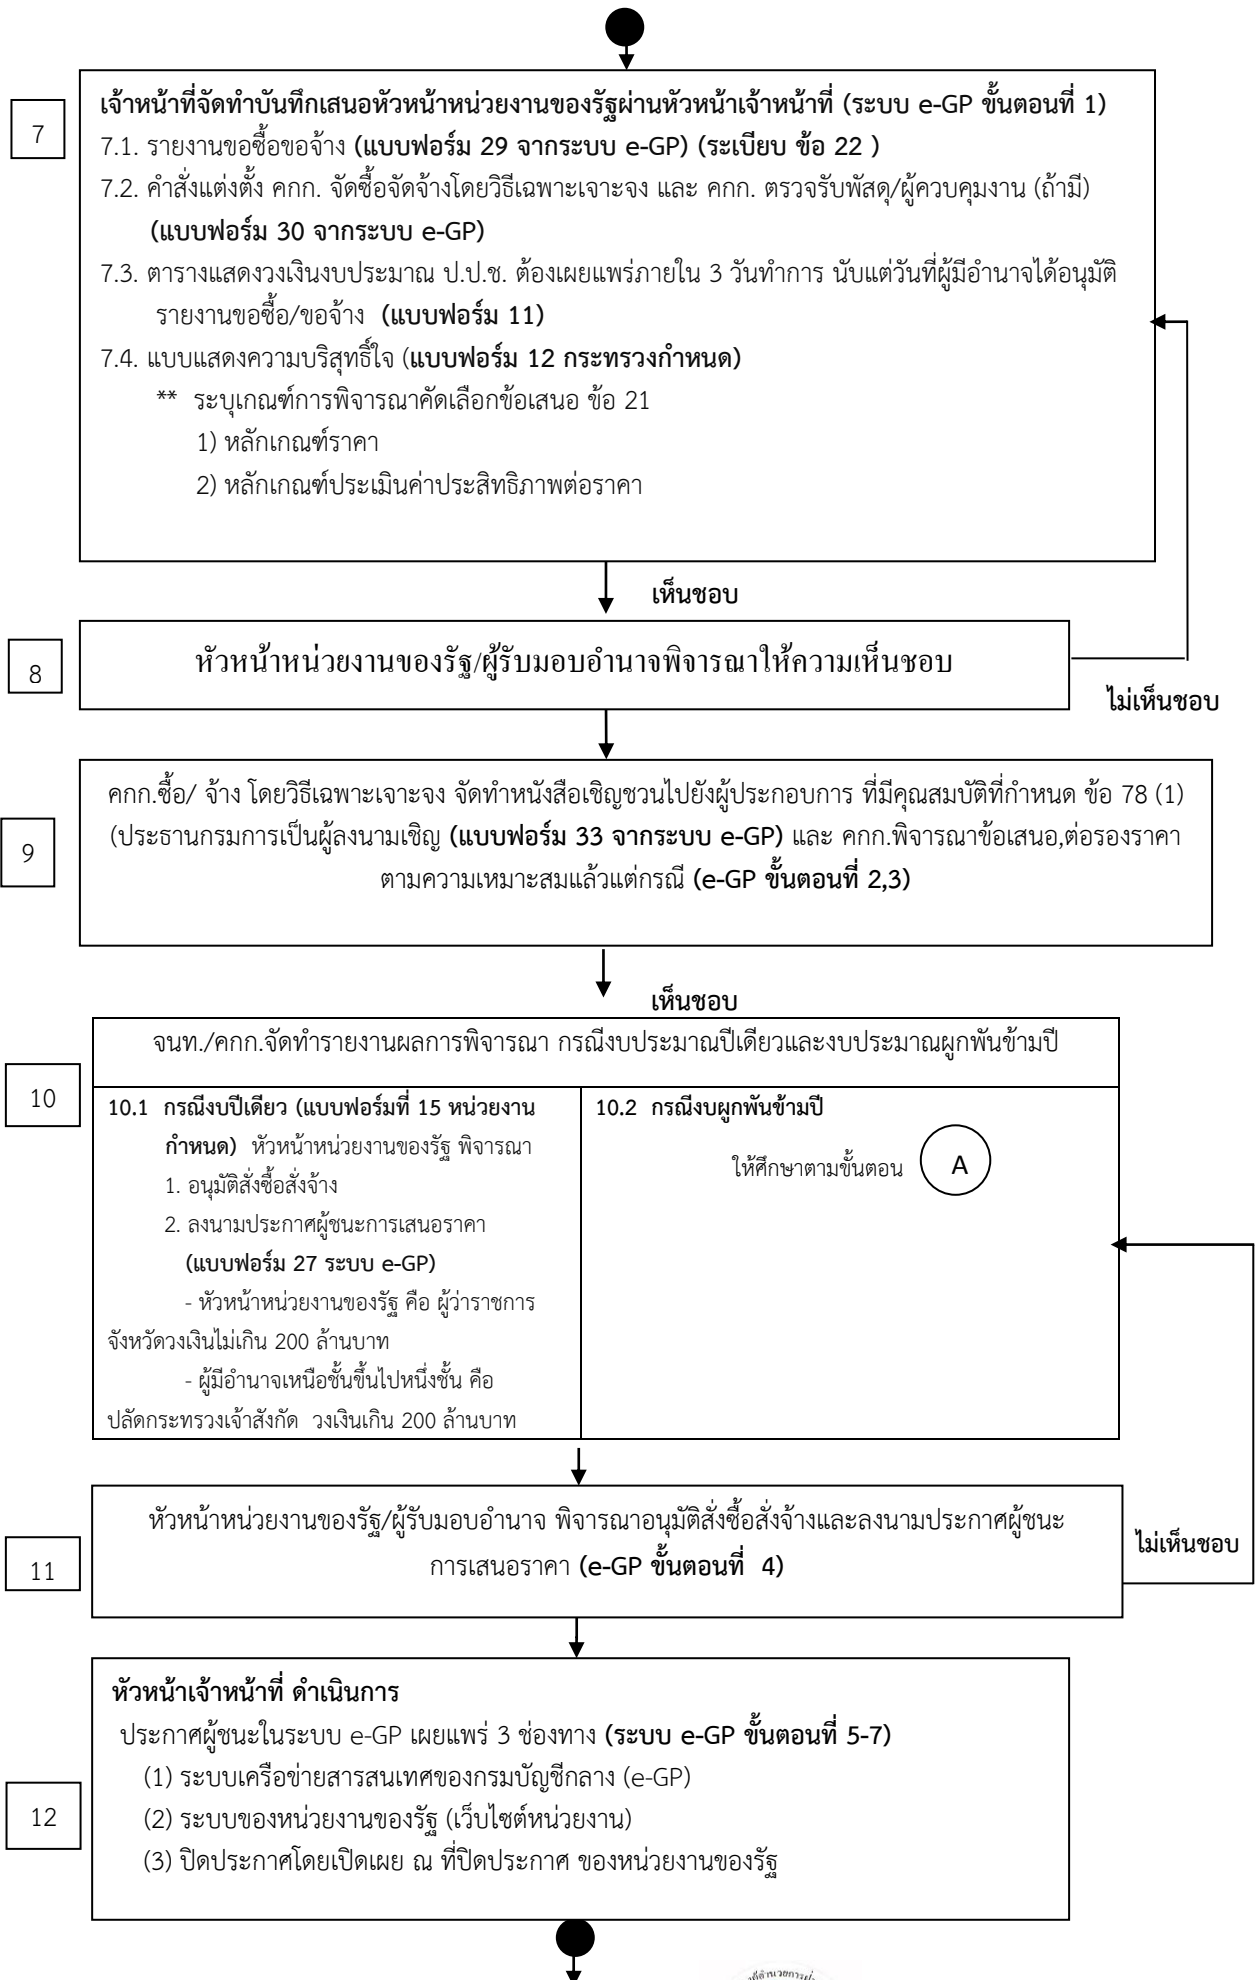 7
เจ้าหน้าที่จัดทำบันทึกเสนอหัวหน้าหน่วยงานของรัฐผ่านหัวหน้าเจ้าหน้าที่ (ระบบ e-GP ขั้นตอนที่ 1)
7.1. รายงานขอซื้อขอจ้าง (แบบฟอร์ม 29 จากระบบ e-GP) (ระเบียบ ข้อ 22 )
7.2. คำสั่งแต่งตั้ง คกก. จัดซื้อจัดจ้างโดยวิธีเฉพาะเจาะจง และ คกก. ตรวจรับพัสดุ/ผู้ควบคุมงาน (ถ้ามี)
(แบบฟอร์ม 30 จากระบบ e-GP)
7.3. ตารางแสดงวงเงินงบประมาณ ป.ป.ช. ต้องเผยแพร่ภายใน 3 วันทำการ นับแต่วันที่ผู้มีอำนาจได้อนุมัติ
รายงานขอซื้อ/ขอจ้าง (แบบฟอร์ม 11)
7.4. แบบแสดงความบริสุทธิ์ใจ (แบบฟอร์ม 12 กระทรวงกำหนด)
** ระบุเกณฑ์การพิจารณาคัดเลือกข้อเสนอ ข้อ 21
1) หลักเกณฑ์ราคา
2) หลักเกณฑ์ประเมินค่าประสิทธิภาพต่อราคา
เห็นชอบ
8
หัวหน้าหน่วยงานของรัฐ/ผู้รับมอบอำนาจพิจารณาให้ความเห็นชอบ
ไม่เห็นชอบ
9
คกก.ซื้อ/ จ้าง โดยวิธีเฉพาะเจาะจง จัดทำหนังสือเชิญชวนไปยังผู้ประกอบการ ที่มีคุณสมบัติที่กำหนด ข้อ 78 (1)
(ประธานกรมการเป็นผู้ลงนามเชิญ (แบบฟอร์ม 33 จากระบบ e-GP) และ คกก.พิจารณาข้อเสนอ,ต่อรองราคา
ตามความเหมาะสมแล้วแต่กรณี (e-GP ขั้นตอนที่ 2,3)
เห็นชอบ
10
จนท./คกก.จัดทำรายงานผลการพิจารณา กรณีงบประมาณปีเดียวและงบประมาณผูกพันข้ามปี
10.1 กรณีงบปีเดียว (แบบฟอร์มที่ 15 หน่วยงาน
กำหนด) หัวหน้าหน่วยงานของรัฐ พิจารณา
1. อนุมัติสั่งซื้อสั่งจ้าง
2. ลงนามประกาศผู้ชนะการเสนอราคา
(แบบฟอร์ม 27 ระบบ e-GP)
- หัวหน้าหน่วยงานของรัฐ คือ ผู้ว่าราชการ
จังหวัดวงเงินไม่เกิน 200 ล้านบาท
- ผู้มีอำนาจเหนือชั้นขึ้นไปหนึ่งชั้น คือ
ปลัดกระทรวงเจ้าสังกัด วงเงินเกิน 200 ล้านบาท
10.2 กรณีงบผูกพันข้ามปี
ให้ศึกษาตามขั้นตอน A
11
หัวหน้าหน่วยงานของรัฐ/ผู้รับมอบอำนาจ พิจารณาอนุมัติสั่งซื้อสั่งจ้างและลงนามประกาศผู้ชนะ
การเสนอราคา (e-GP ขั้นตอนที่ 4)
ไม่เห็นชอบ
12
หัวหน้าเจ้าหน้าที่ ดำเนินการ
ประกาศผู้ชนะในระบบ e-GP เผยแพร่ 3 ช่องทาง (ระบบ e-GP ขั้นตอนที่ 5-7)
(1) ระบบเครือข่ายสารสนเทศของกรมบัญชีกลาง (e-GP)
(2) ระบบของหน่วยงานของรัฐ (เว็บไซต์หน่วยงาน)
(3) ปิดประกาศโดยเปิดเผย ณ ที่ปิดประกาศ ของหน่วยงานของรัฐ